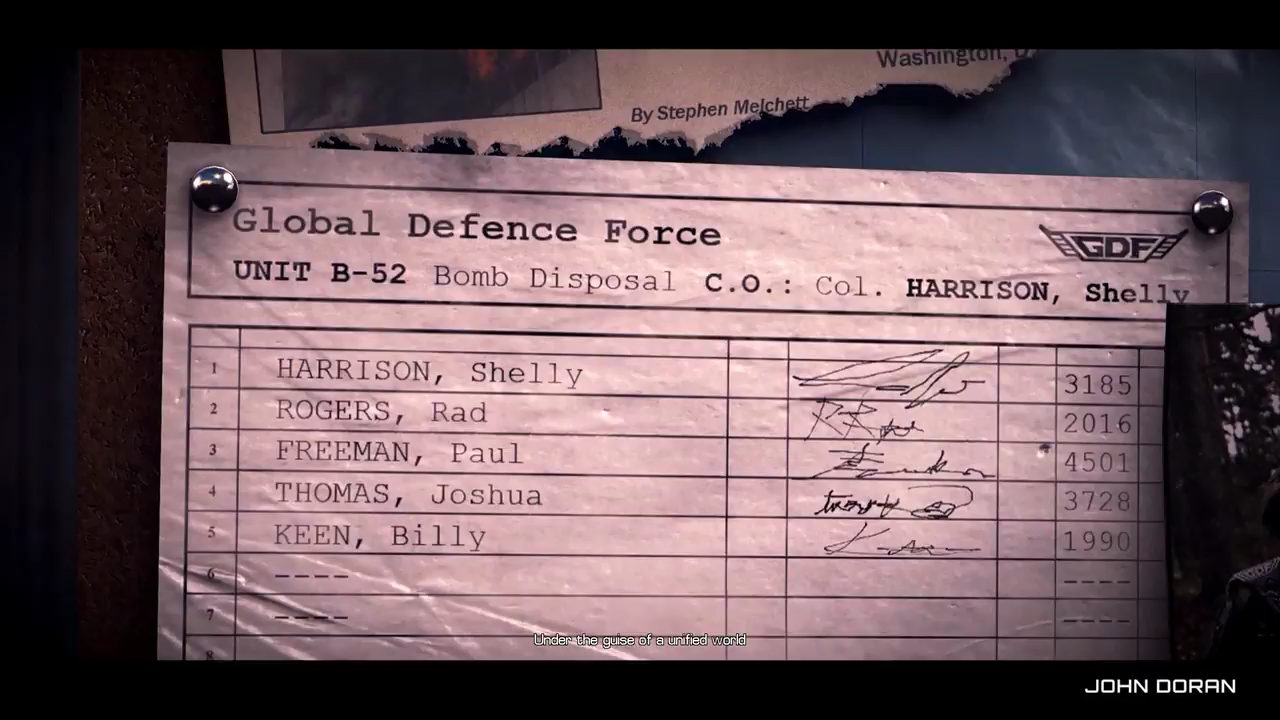 Washington, D
By Stephen Melchett
Global Defence Force
GDF
UNIT B-52 Bomb Disposal C.O.: Col. HARRISON, Shelly
1 HARRISON, Shelly 3185
2 ROGERS, Rad 2016
3 FREEMAN, Paul 4501
4 THOMAS, Joshua 3728
5 KEEN, Billy 1990
6 ---- ----
7 ---- ----
8
Under the guise of a unified world
JOHN DORAN